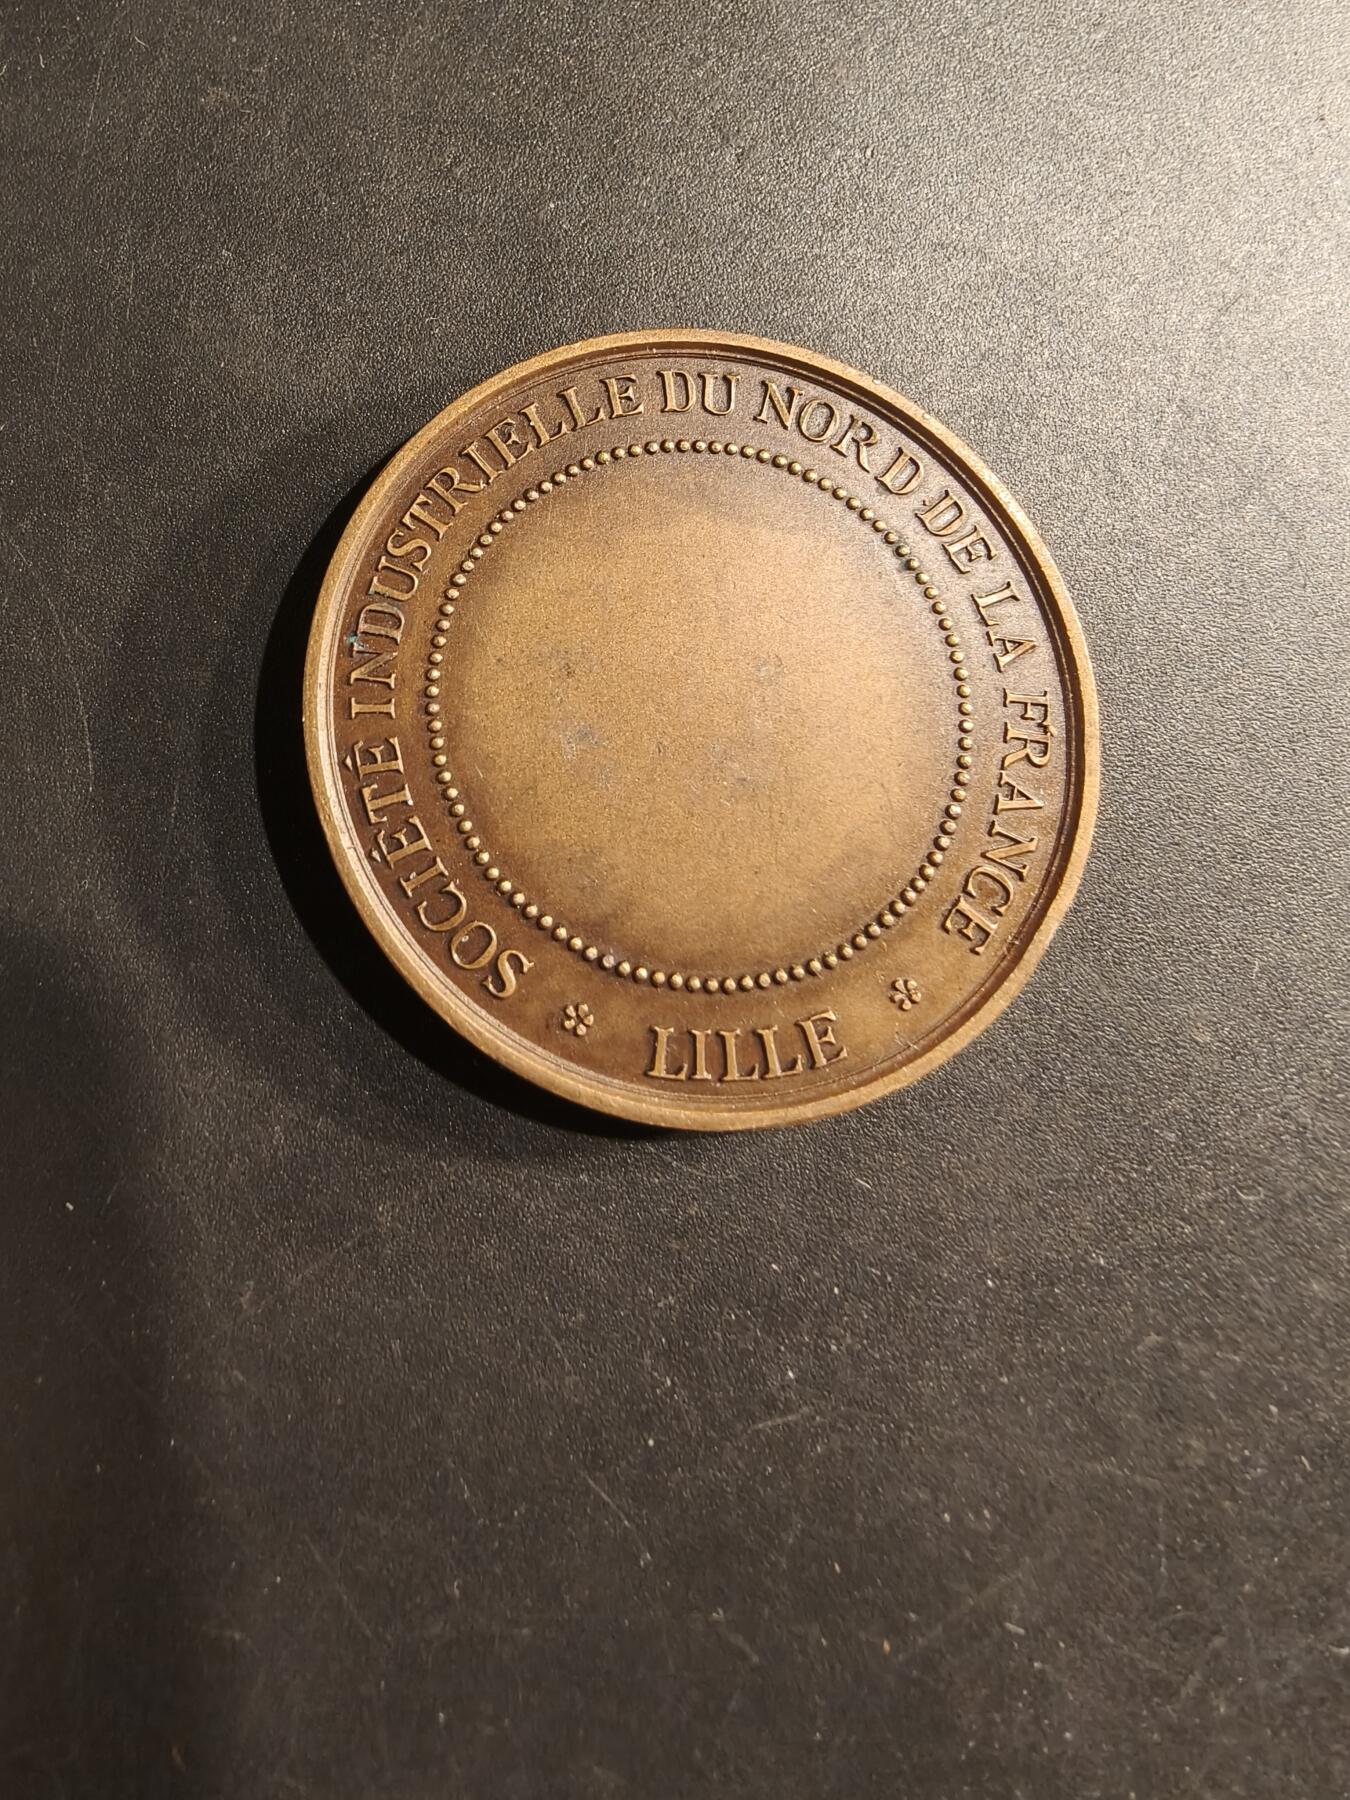 SOCIÉTÉ INDUSTRIELLE DU NORD DE LA FRANCE
LILLE